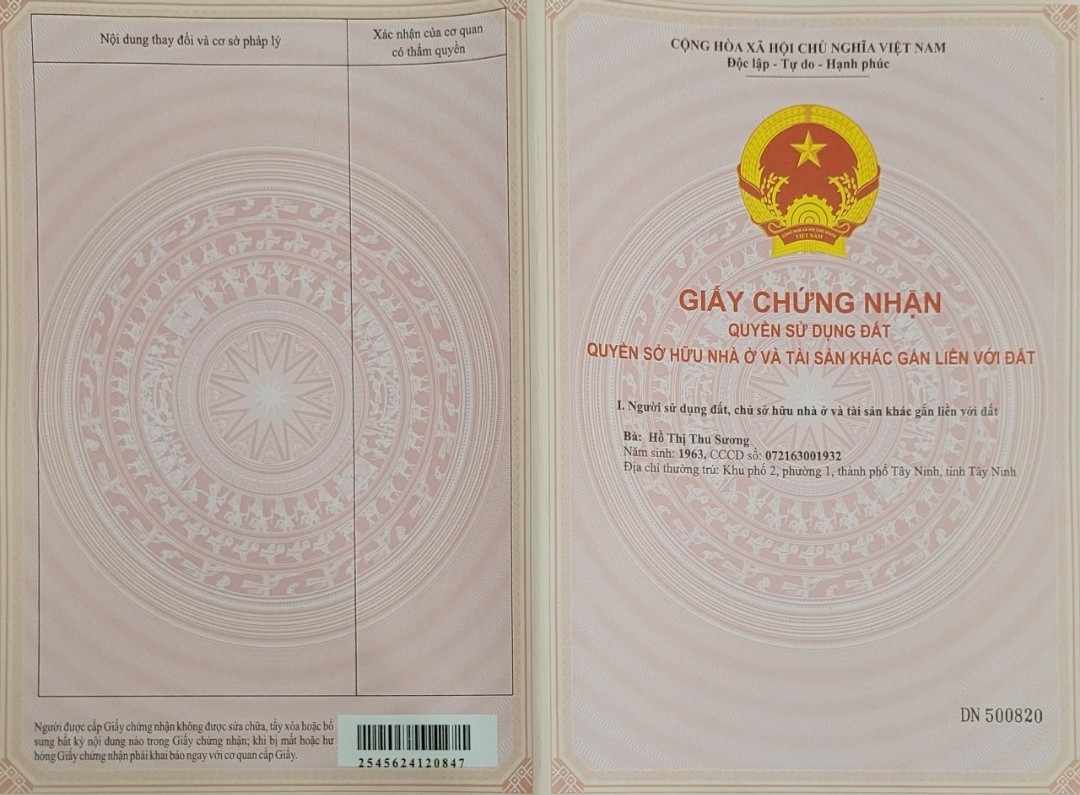 Nội dung thay đổi và cơ sở pháp lý
Xác nhận của cơ quan
có thẩm quyền
Người được cấp Giấy chứng nhận không được sửa chữa, tẩy xóa hoặc bổ
sung bất kỳ nội dung nào trong Giấy chứng nhận; khi bị mất hoặc hư
hỏng Giấy chứng nhận phải khai báo ngay với cơ quan cấp Giấy.
2545624120847
CỘNG HÒA XÃ HỘI CHỦ NGHĨA VIỆT NAM
Độc lập - Tự do - Hạnh phúc
VIỆT NAM
GIẤY CHỨNG NHẬN
QUYỀN SỬ DỤNG ĐẤT
QUYỀN SỞ HỮU NHÀ Ở VÀ TÀI SẢN KHÁC GẮN LIỀN VỚI ĐẤT
I. Người sử dụng đất, chủ sở hữu nhà ở và tài sản khác gắn liền với đất
Bà: Hồ Thị Thu Sương
Năm sinh: 1963, CCCD số: 072163001932
Địa chỉ thường trú: Khu phố 2, phường 1, thành phố Tây Ninh, tỉnh Tây Ninh
DN 500820